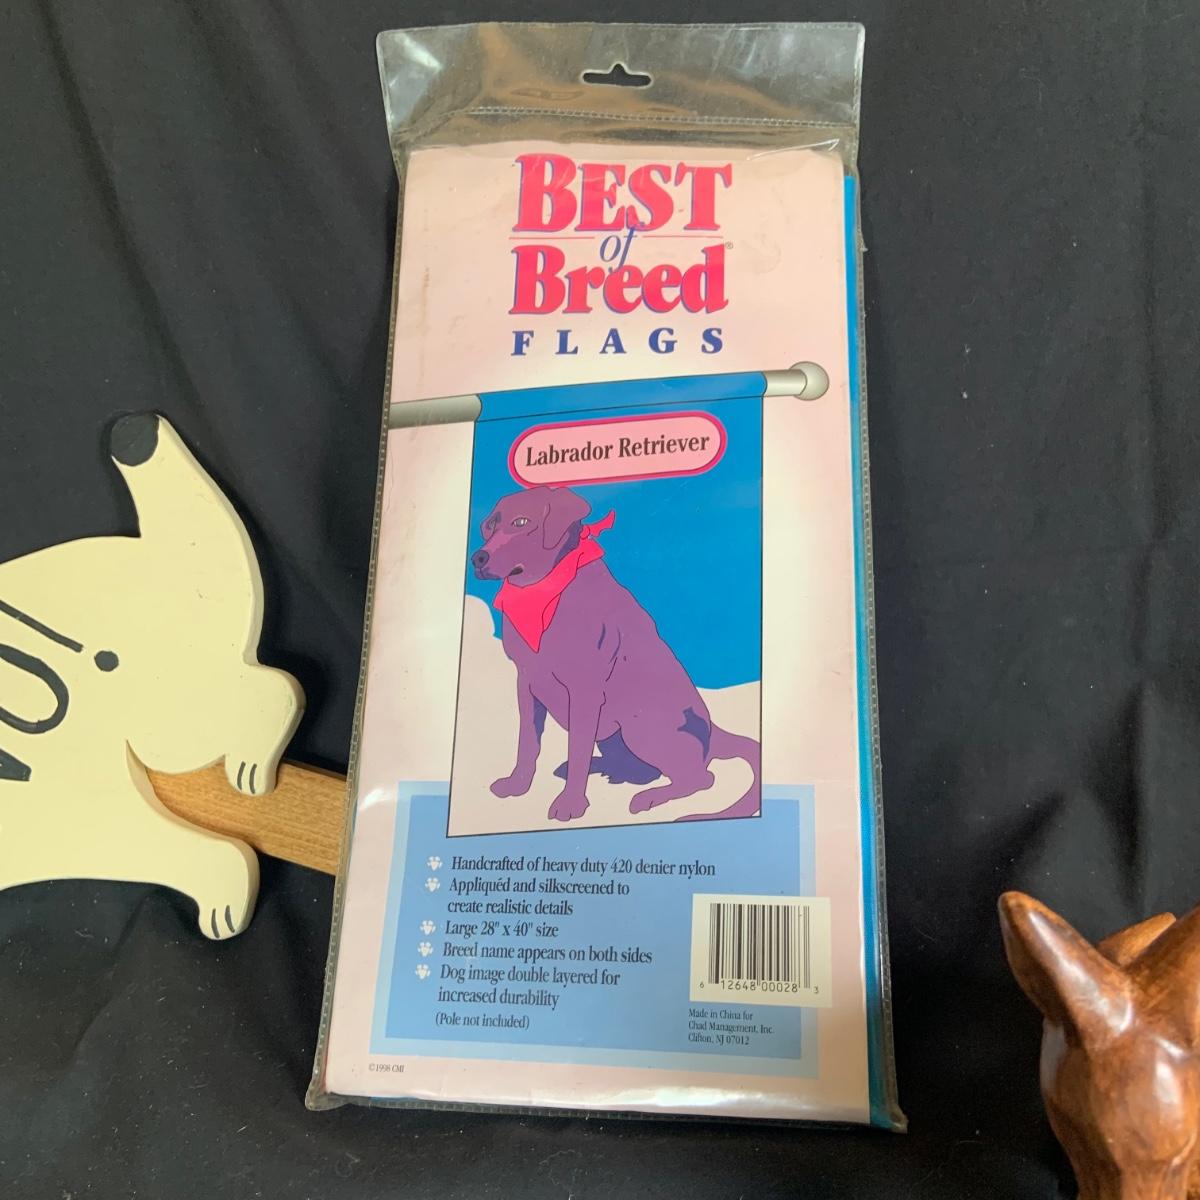 BEST
of
Breed®
FLAGS
Labrador Retriever
Handcrafted of heavy duty 420 denier nylon
Appliquéd and silkscreened to
create realistic details
Large 28" x 40" size
Breed name appears on both sides
Dog image double layered for
increased durability
(Pole not included)
6 12648 00028 3
Made in China for
Chad Management, Inc.
Clifton, NJ 07012
©1998 CMI